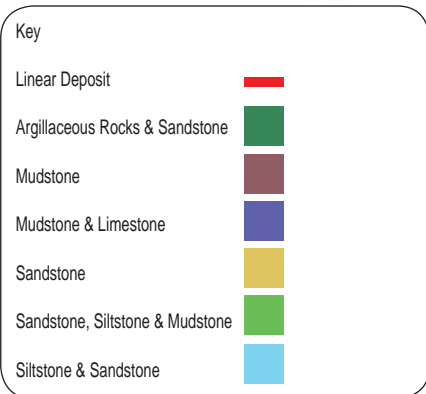 Key
Linear Deposit
Argillaceous Rocks & Sandstone
Mudstone
Mudstone & Limestone
Sandstone
Sandstone, Siltstone & Mudstone
Siltstone & Sandstone